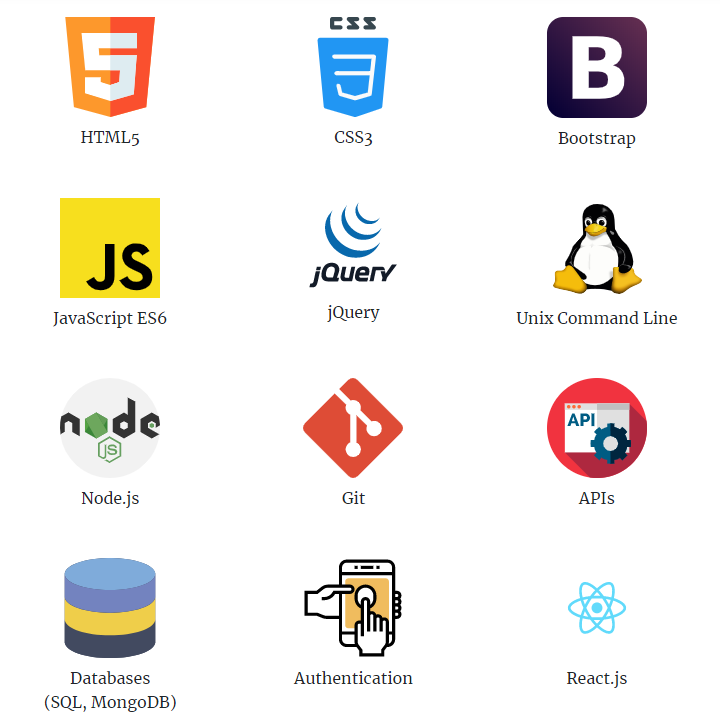 CSS
HTML5
CSS3
B
Bootstrap
JS
jQuery
JavaScript ES6
jQuery
Unix Command Line
node
JS
API
Node.js
Git
APIs
Databases
(SQL, MongoDB)
Authentication
React.js